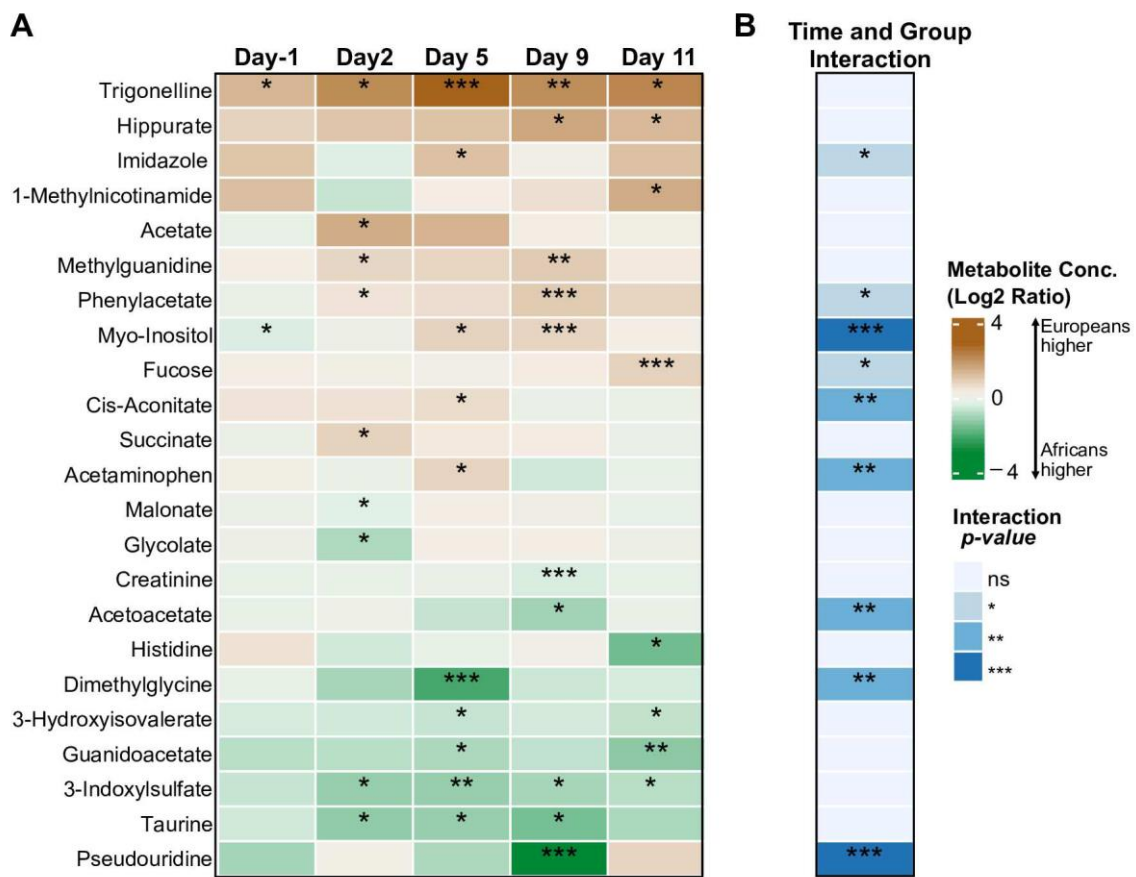 A
B
Time and Group
Interaction
Day-1 Day2 Day 5 Day 9 Day 11
Trigonelline * * *** ** *
Hippurate * *
Imidazole * *
1-Methylnicotinamide *
Acetate *
Methylguanidine * **
Phenylacetate * *** *
Myo-Inositol * * *** ***
Fucose *** *
Cis-Aconitate * **
Succinate *
Acetaminophen * **
Malonate *
Glycolate *
Creatinine ***
Acetoacetate * **
Histidine *
Dimethylglycine *** **
3-Hydroxyisovalerate * *
Guanidoacetate * **
3-Indoxylsulfate * ** * *
Taurine * * *
Pseudouridine *** ***
Metabolite Conc.
(Log2 Ratio)
4
0
−4
Europeans
higher
Africans
higher
Interaction
p-value
ns
*
**
***